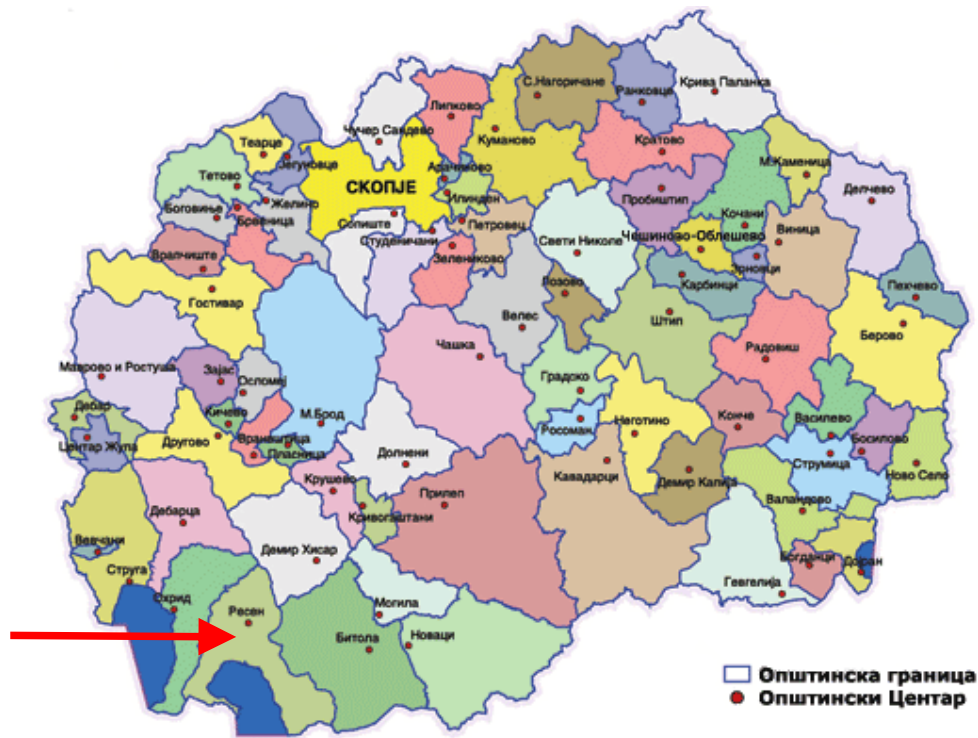 С.Нагоричане
Крива Паланка
Ранковце
Липково
Чучер Сандево
Куманово
Теарце
Кратово
Јегуновце
Арачиново
М.Каменица
Тетово
СКОПЈЕ
Делчево
Желино
Илинден
Пробиштип
Боговиње
Брвеница
Сопиште
Петровец
Кочани
Студеничани
Свети Николе
Чешиново-Облешево
Виница
Врапчиште
Зелениково
Зрновци
Гостивар
Лозово
Карбинци
Пехчево
Велес
Штип
Берово
Чашка
Радовиш
Маврово и Ростуша
Зајас
Осломеј
Градско
Дебар
Кичево
М.Брод
Неготино
Конче
Василево
Центар Жупа
Другово
Вранештица
Росоман
Босилово
Пласница
Долнени
Струмица
Ново Село
Крушево
Прилеп
Кавадарци
Демир Капија
Дебарца
Кривогаштани
Валандово
Вевчани
Демир Хисар
Струга
Богданци
Дојран
Охрид
Гевгелија
Ресен
Могила
Битола
Новаци
Општинска граница
Општински Центар